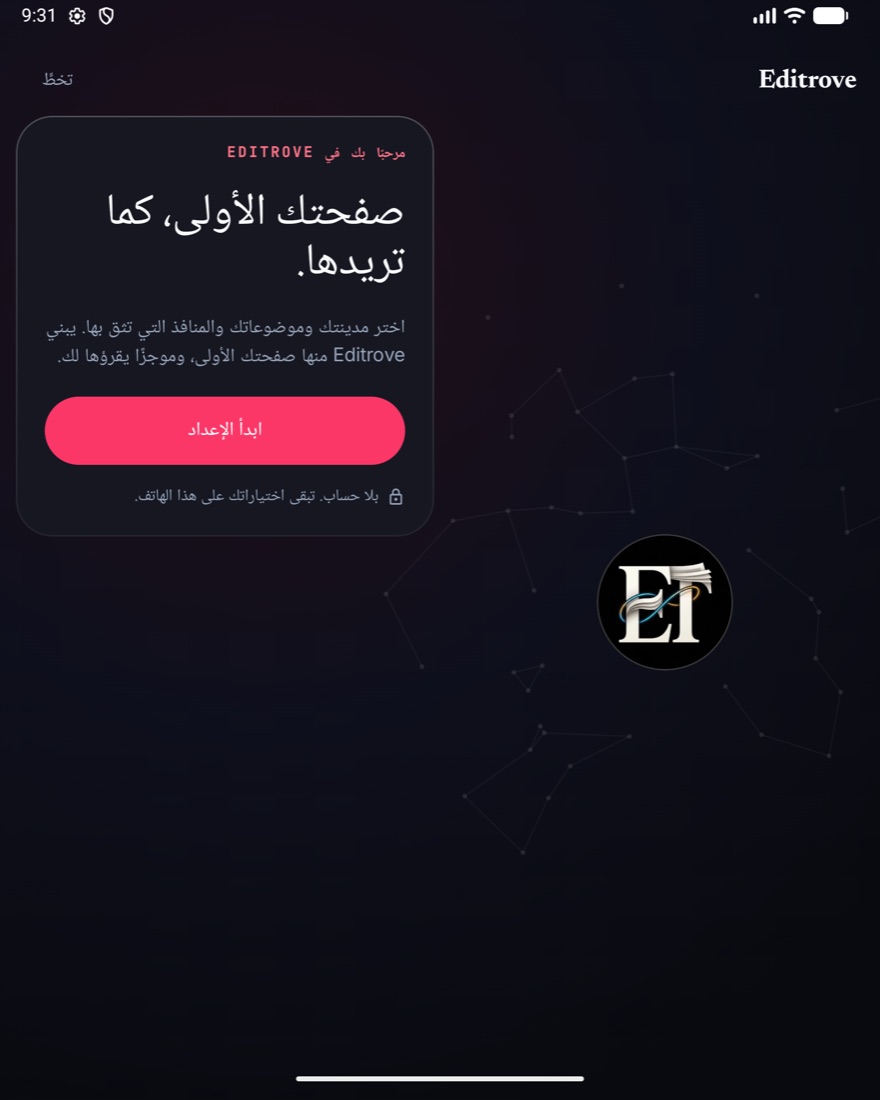 9:31
Editrove
تخطَّ
مرحبًا بك في EDITROVE
صفحتك الأولى، كما
تريدها.
اختر مدينتك وموضوعاتك والمنافذ التي تثق بها. يبني
Editrove منها صفحتك الأولى، وموجزًا يقرؤها لك.
ابدأ الإعداد
بلا حساب. تبقى اختياراتك على هذا الهاتف.
ET